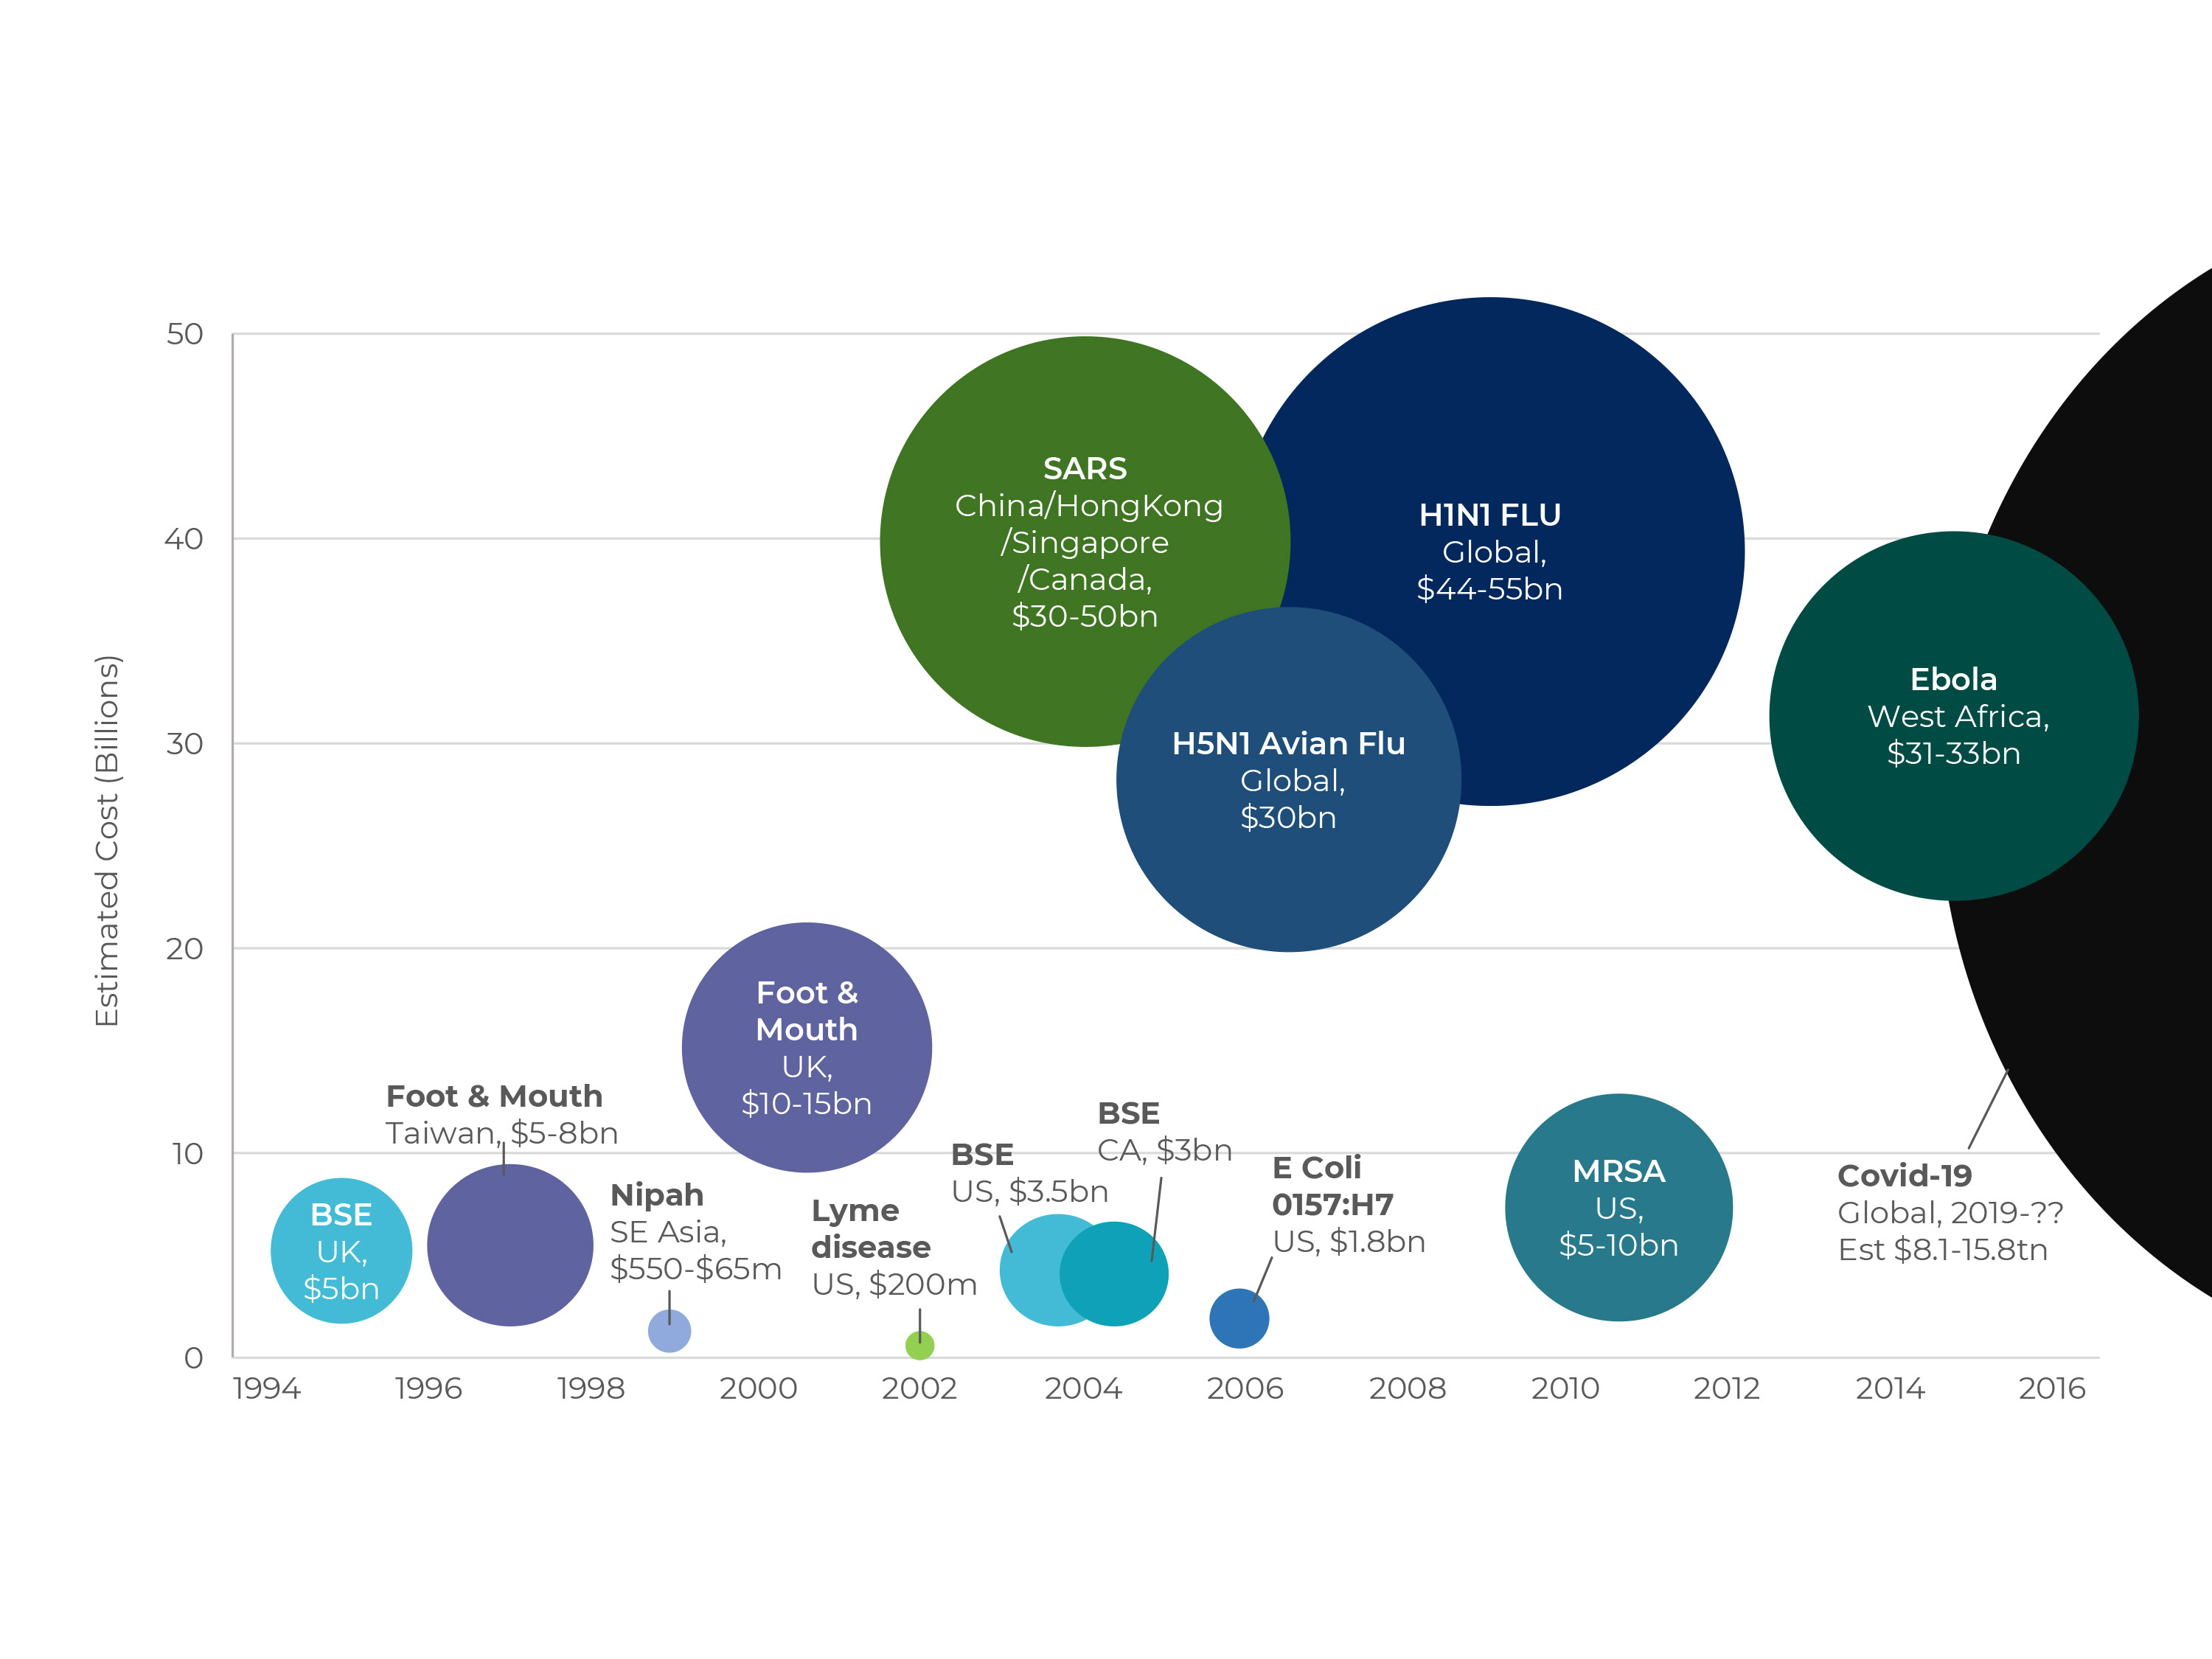 Estimated Cost (Billions)
50
40
30
20
10
0
SARS
China/HongKong
/Singapore
/Canada,
$30-50bn
H1N1 FLU
Global,
$44-55bn
H5N1 Avian Flu
Global,
$30bn
Ebola
West Africa,
$31-33bn
Foot &
Mouth
UK,
$10-15bn
Foot & Mouth
Taiwan, $5-8bn
BSE
UK,
$5bn
Nipah
SE Asia,
$550-$65m
Lyme
disease
US, $200m
BSE
US, $3.5bn
BSE
CA, $3bn
E Coli
0157:H7
US, $1.8bn
MRSA
US,
$5-10bn
Covid-19
Global, 2019-??
Est $8.1-15.8tn
1994 1996 1998 2000 2002 2004 2006 2008 2010 2012 2014 2016